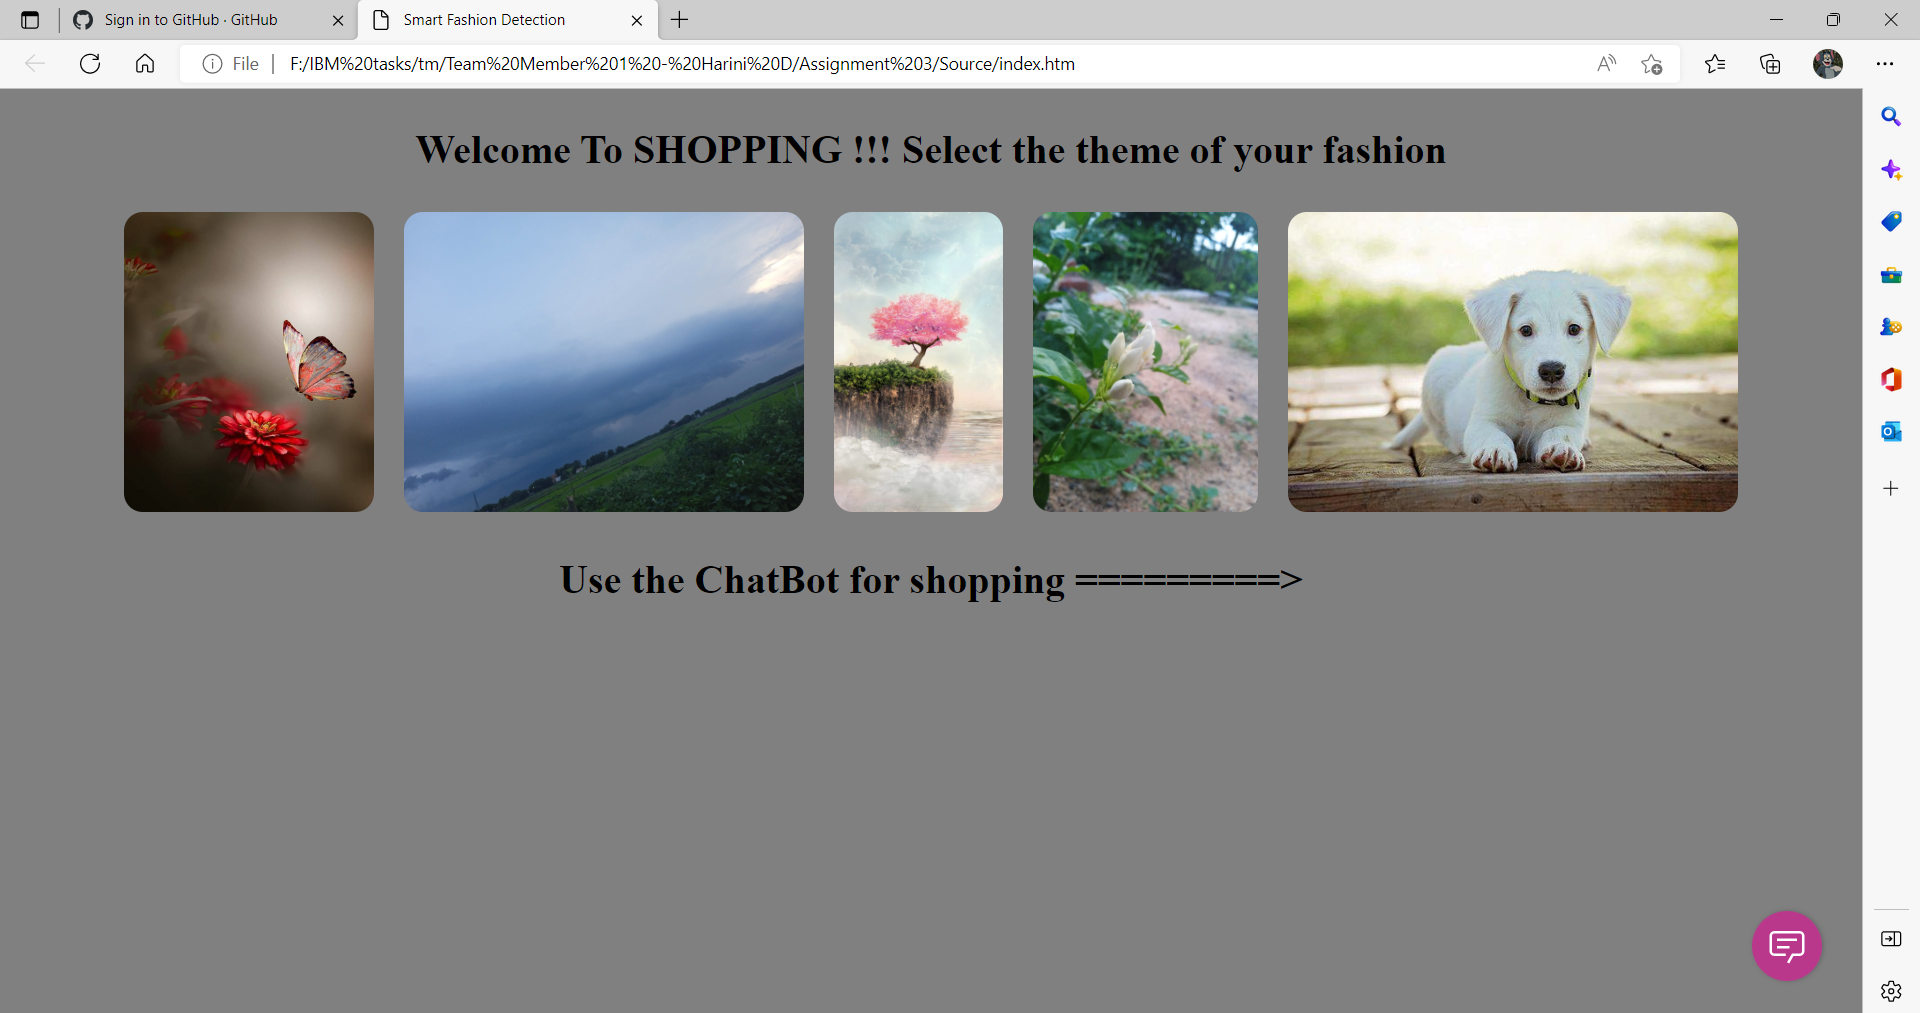 Sign in to GitHub · GitHub
Smart Fashion Detection
File
F:/IBM%20tasks/tm/Team%20Member%201%20-%20Harini%20D/Assignment%203/Source/index.htm
Welcome To SHOPPING !!! Select the theme of your fashion
Use the ChatBot for shopping =========>